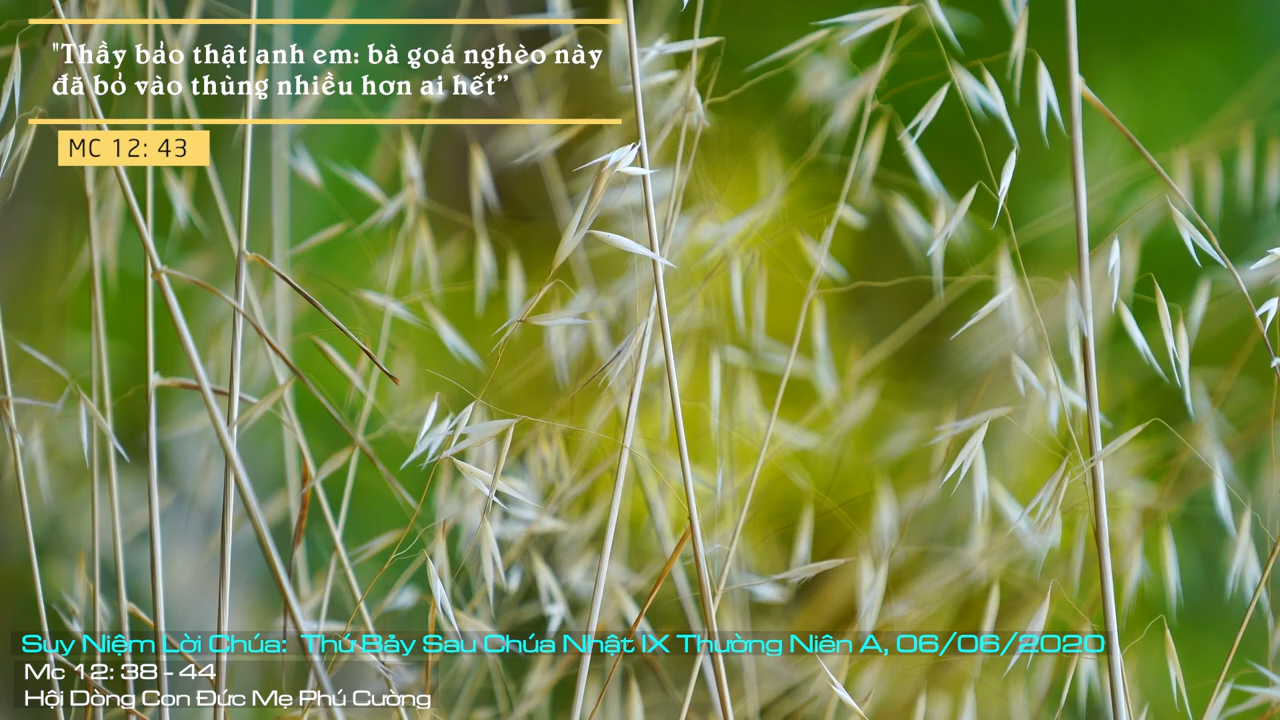 "Thầy bảo thật anh em: bà goá nghèo này
đã bỏ vào thùng nhiều hơn ai hết”
MC 12: 43
Suy Niệm Lời Chúa: Thứ Bảy Sau Chúa Nhật IX Thường Niên A, 06/06/2020
Mc 12: 38 - 44
Hội Dòng Con Đức Mẹ Phú Cường